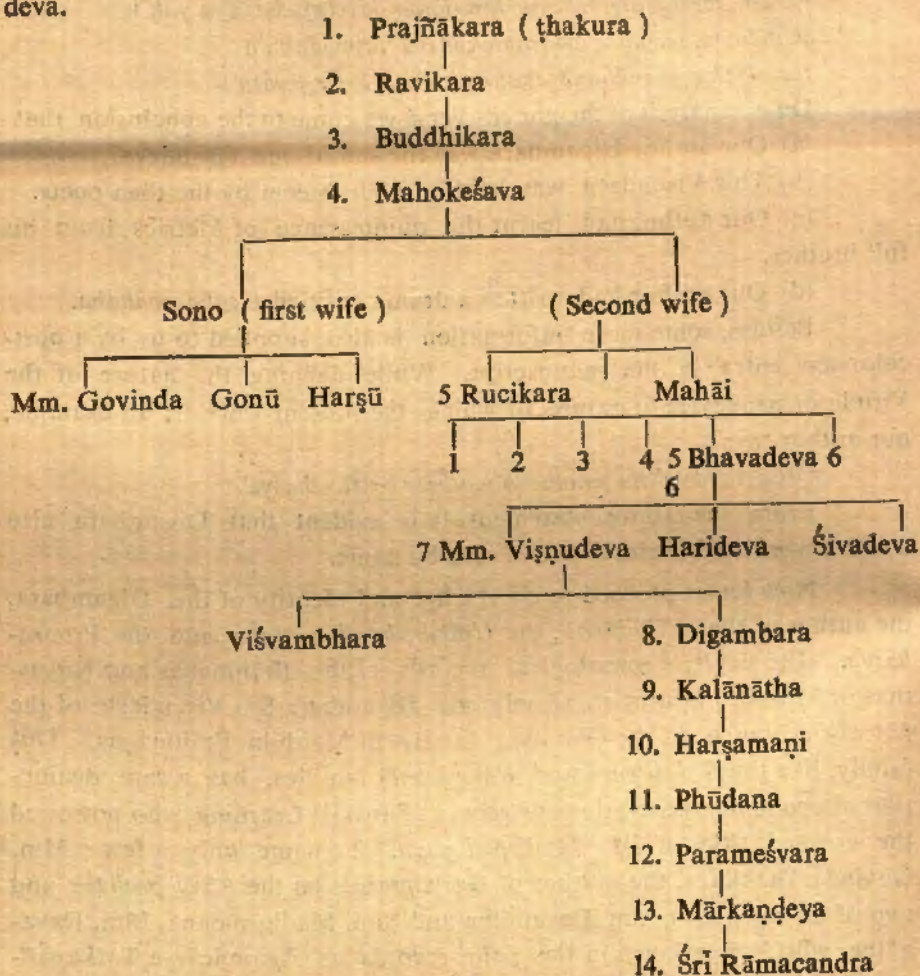 deva.
1. Prajñākara ( ṭhakura )
2. Ravikara
3. Buddhikara
4. Mahokeśava
Sono ( first wife ) ( Second wife )
Mm. Govinda Gonū Harṣū 5 Rucikara Mahāi
1 2 3 4 5 Bhavadeva 6
6
7 Mm. Viṣṇudeva Harideva Śivadeva
Viśvambhara 8. Digambara
9. Kalānātha
10. Harṣamaṇi
11. Phūdana
12. Parameśvara
13. Mārkaṇḍeya
14. Śrī Rāmacandra